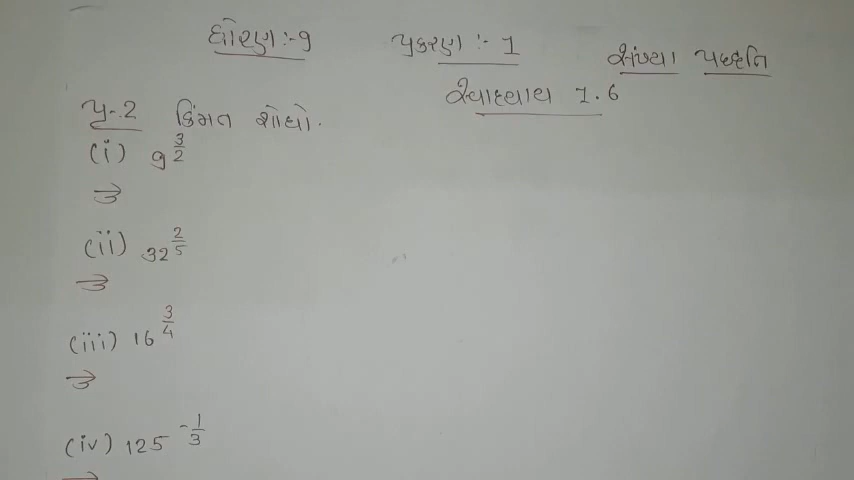 ધોરણ :- 9 પ્રકરણ :- 1 સંખ્યા પધ્ધતિ
સ્વાધ્યાય 1.6
પ્ર-.2 કિંમત શોધો.
(i) 9^{3/2}
⇒
(ii) 32^{2/5}
⇒
(iii) 16^{3/4}
⇒
(iv) 125^{-1/3}
⇒